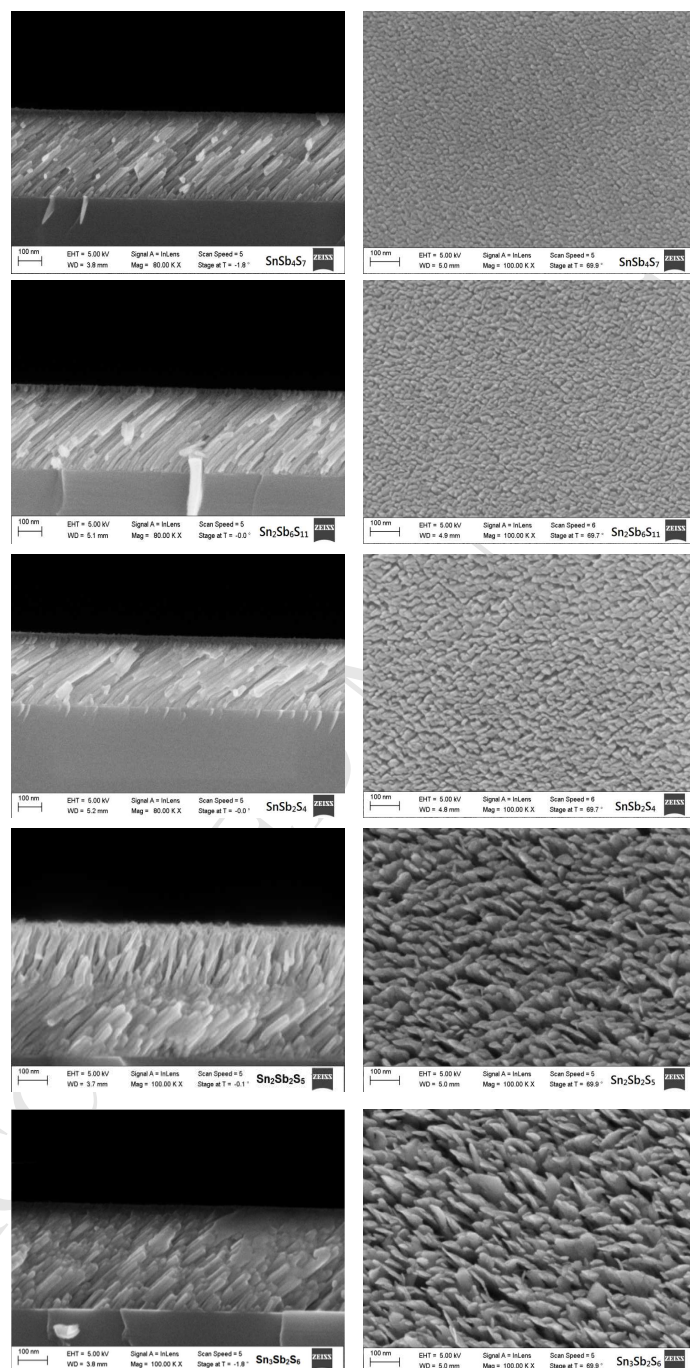 100 nm EHT = 5.00 kV Signal A = InLens Scan Speed = 5 SnSb₄S₇ ZEISS
WD = 3.8 mm Mag = 80.00 K X Stage at T = -1.8 °
100 nm EHT = 5.00 kV Signal A = InLens Scan Speed = 5 SnSb₄S₇ ZEISS
WD = 5.0 mm Mag = 100.00 K X Stage at T = 69.9 °
100 nm EHT = 5.00 kV Signal A = InLens Scan Speed = 5 Sn₂Sb₆S₁₁ ZEISS
WD = 5.1 mm Mag = 80.00 K X Stage at T = -0.0 °
100 nm EHT = 5.00 kV Signal A = InLens Scan Speed = 6 Sn₂Sb₆S₁₁ ZEISS
WD = 4.9 mm Mag = 100.00 K X Stage at T = 69.7 °
100 nm EHT = 5.00 kV Signal A = InLens Scan Speed = 5 SnSb₂S₄ ZEISS
WD = 5.2 mm Mag = 80.00 K X Stage at T = -0.0 °
100 nm EHT = 5.00 kV Signal A = InLens Scan Speed = 6 SnSb₂S₄ ZEISS
WD = 4.8 mm Mag = 100.00 K X Stage at T = 69.7 °
100 nm EHT = 5.00 kV Signal A = InLens Scan Speed = 5 Sn₂Sb₂S₅ ZEISS
WD = 3.7 mm Mag = 100.00 K X Stage at T = -0.1 °
100 nm EHT = 5.00 kV Signal A = InLens Scan Speed = 5 Sn₂Sb₂S₅ ZEISS
WD = 5.0 mm Mag = 100.00 K X Stage at T = 69.9 °
100 nm EHT = 5.00 kV Signal A = InLens Scan Speed = 5 Sn₃Sb₂S₆ ZEISS
WD = 3.8 mm Mag = 100.00 K X Stage at T = -1.8 °
100 nm EHT = 5.00 kV Signal A = InLens Scan Speed = 5 Sn₃Sb₂S₆ ZEISS
WD = 5.0 mm Mag = 100.00 K X Stage at T = 69.9 °